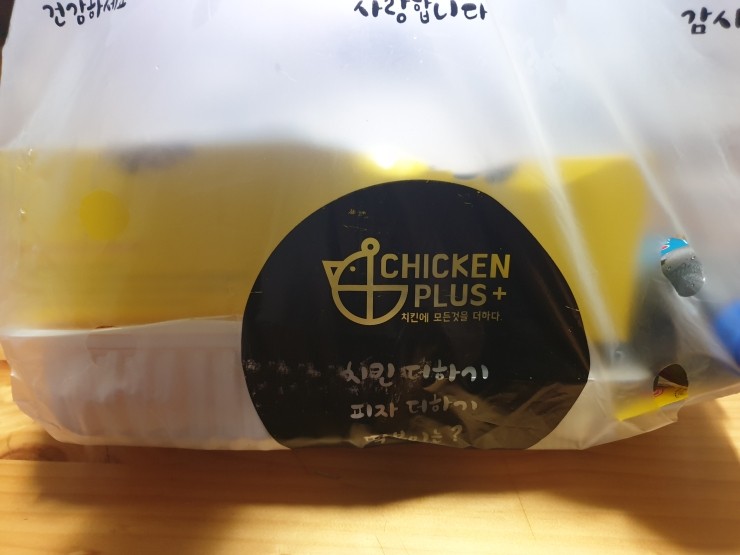 건강하세요
사랑합니다
감사
CHICKEN
PLUS+
치킨에 모든것을 더하다.
치킨 더하기
피자 더하기